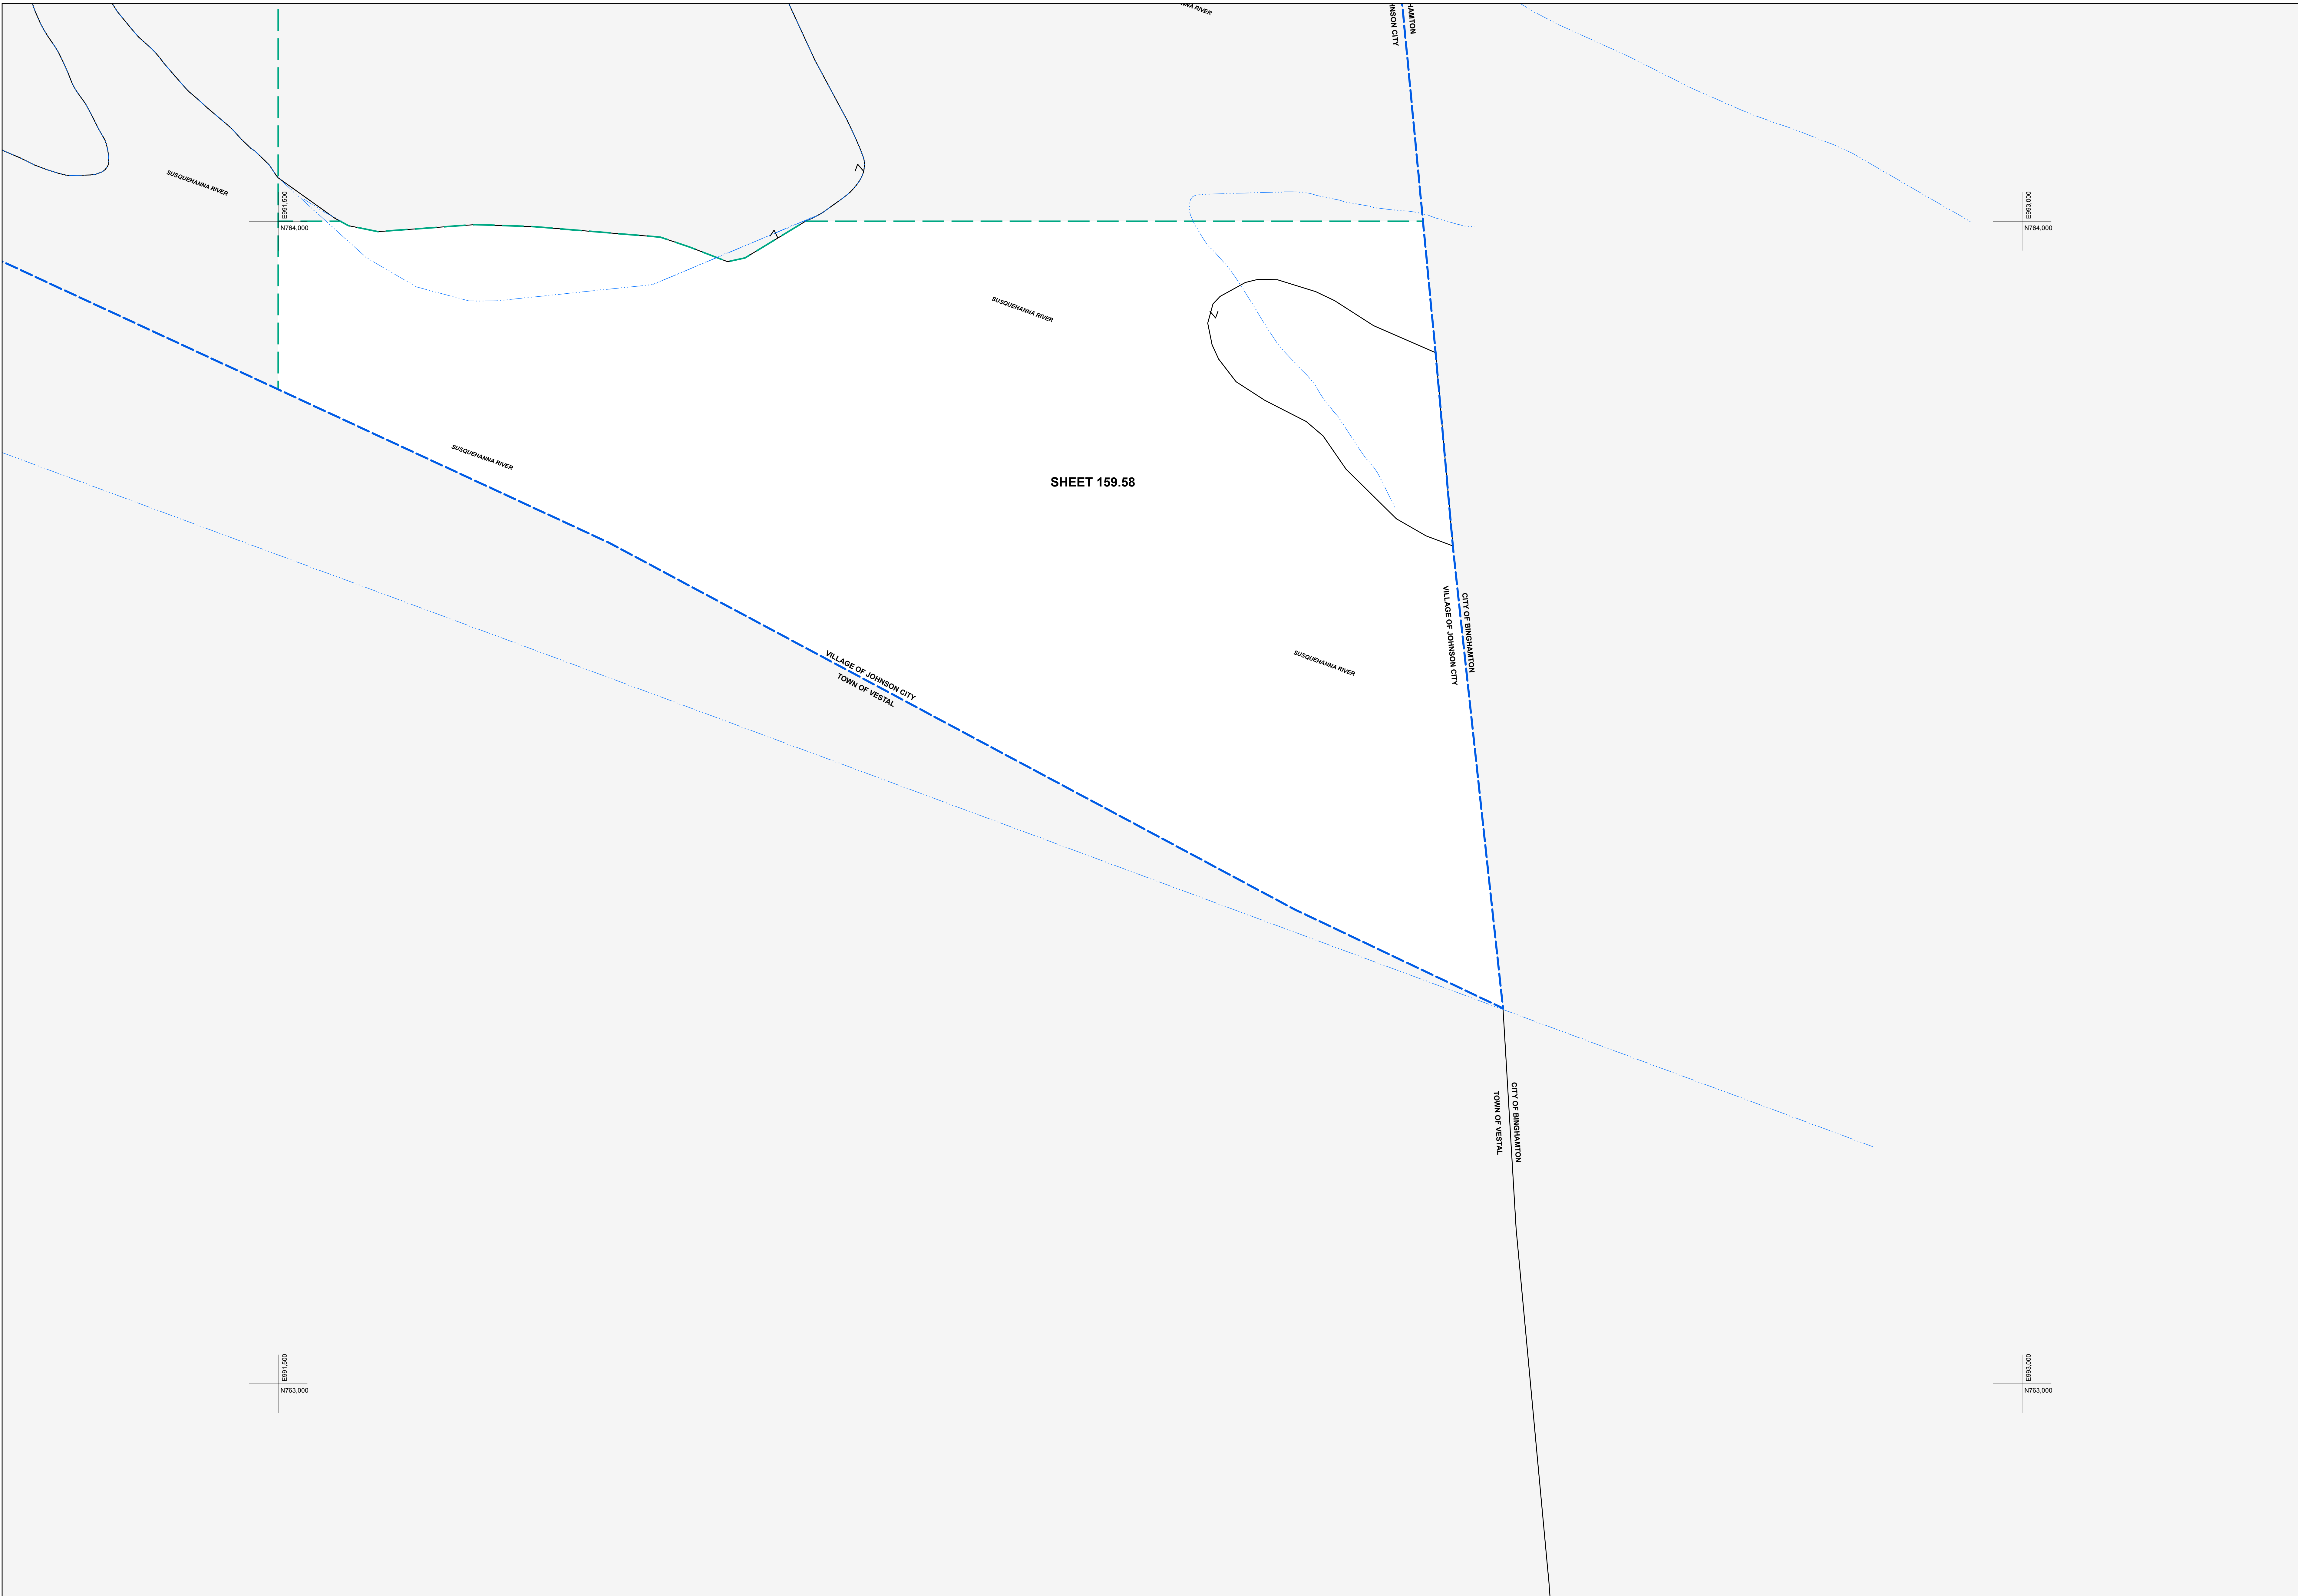 SUSQUEHANNA RIVER
E991,500
N764,000
E993,000
N764,000
SUSQUEHANNA RIVER
SUSQUEHANNA RIVER
SHEET 159.58
CITY OF BINGHAMTON
VILLAGE OF JOHNSON CITY
SUSQUEHANNA RIVER
VILLAGE OF JOHNSON CITY
TOWN OF VESTAL
CITY OF BINGHAMTON
TOWN OF VESTAL
E991,500
N763,000
E993,000
N763,000